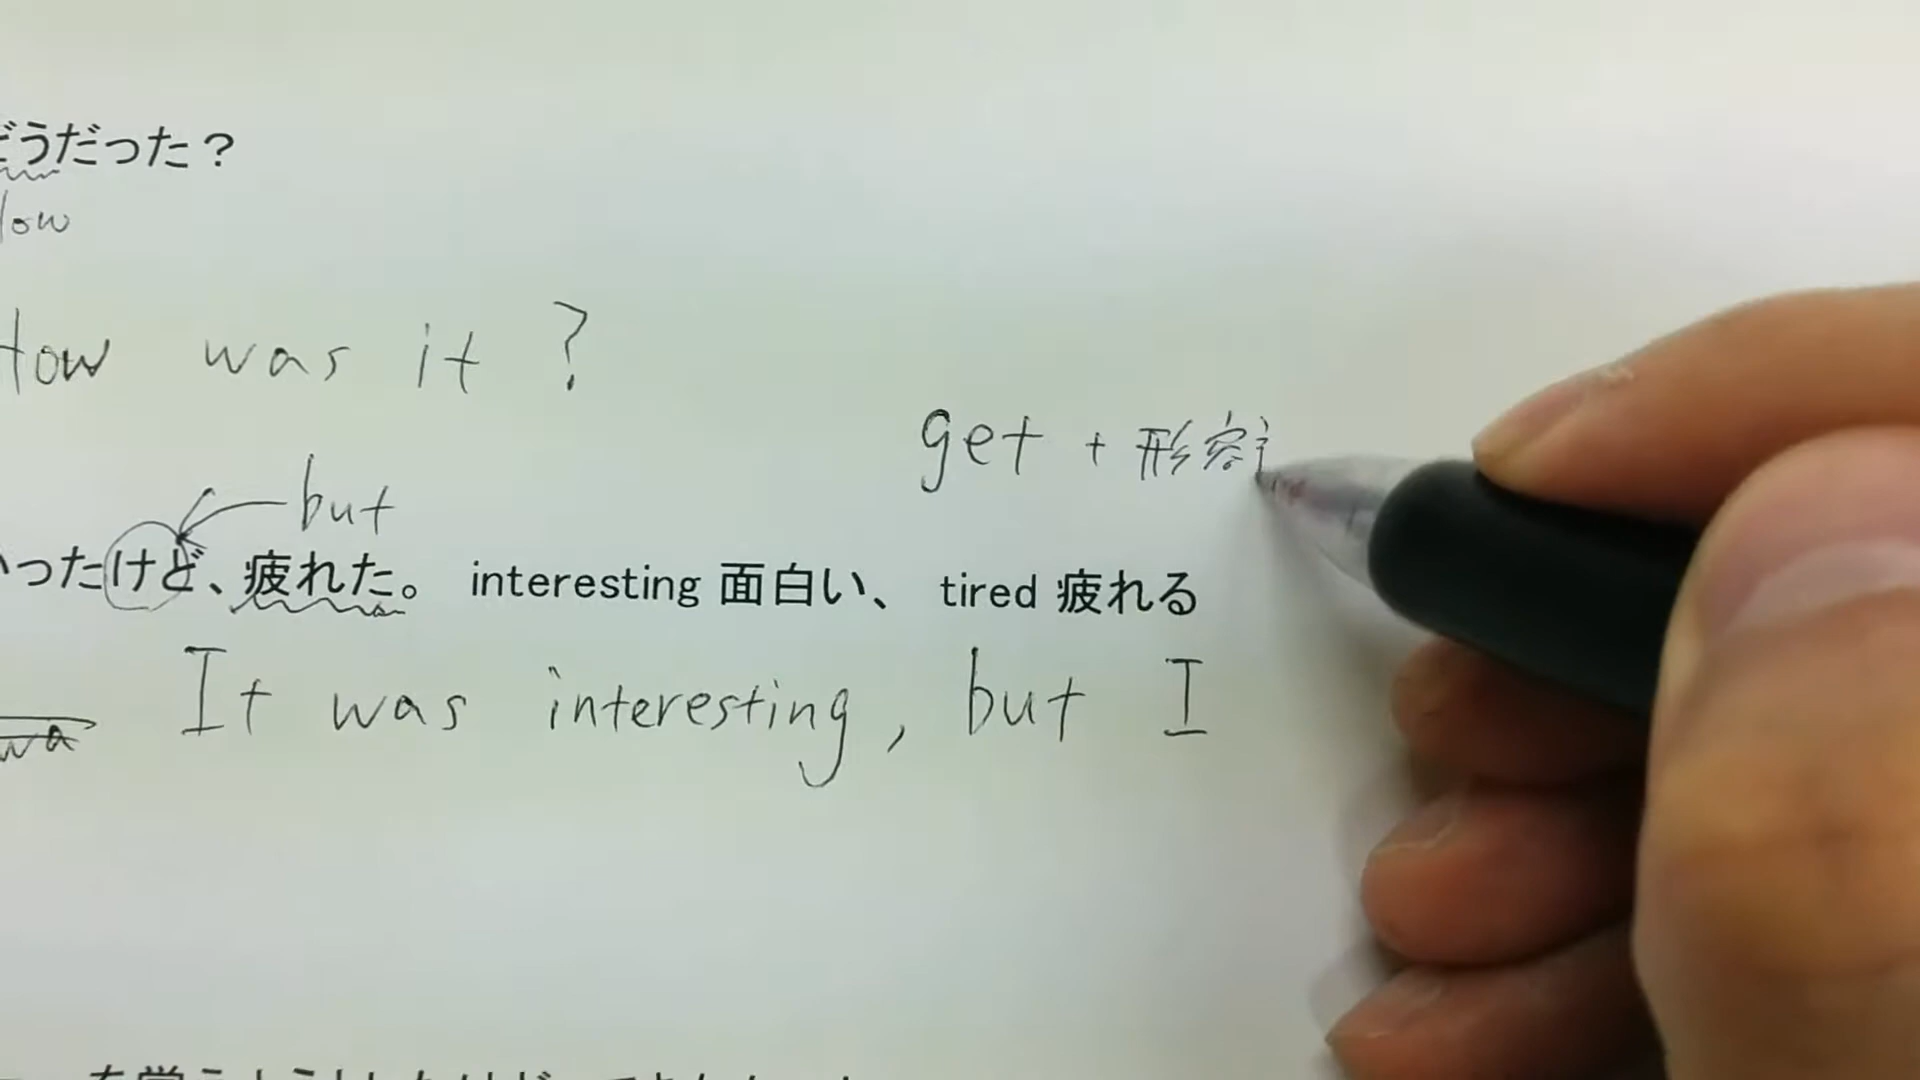 どうだった？
How
How was it ?
get + 形容
but
ったけど、疲れた。 interesting 面白い、 tired 疲れる
It was interesting, but I